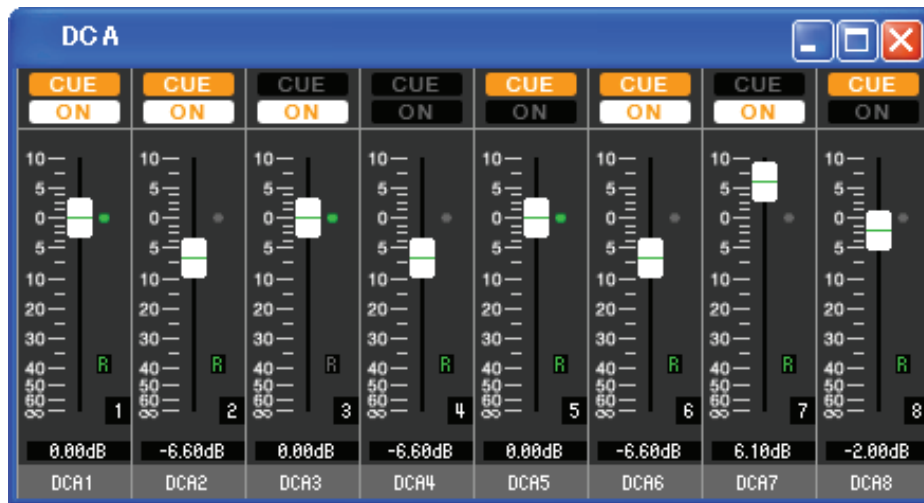 DCA
CUE CUE CUE CUE CUE CUE CUE CUE
ON ON ON ON ON ON ON ON
10 10 10 10 10 10 10 10
5 5 5 5 5 5 5 5
0 0 0 0 0 0 0 0
5 5 5 5 5 5 5 5
10 10 10 10 10 10 10 10
20 20 20 20 20 20 20 20
30 30 30 30 30 30 30 30
40 R 40 R 40 R 40 R 40 R 40 R 40 R 40 R
50 50 50 50 50 50 50 50
60 60 60 60 60 60 60 60
∞ 1 ∞ 2 ∞ 3 ∞ 4 ∞ 5 ∞ 6 ∞ 7 ∞ 8
0.00dB -6.60dB 0.00dB -6.60dB 0.00dB -6.60dB 6.10dB -2.00dB
DCA1 DCA2 DCA3 DCA4 DCA5 DCA6 DCA7 DCA8